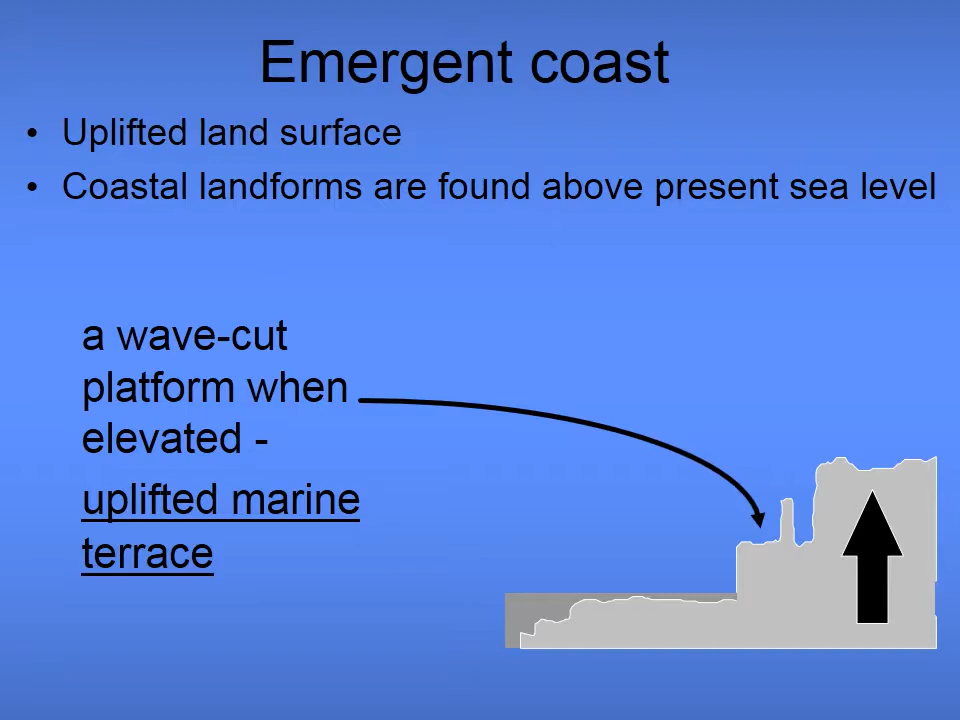 Emergent coast
• Uplifted land surface
• Coastal landforms are found above present sea level
a wave-cut
platform when
elevated -
uplifted marine
terrace